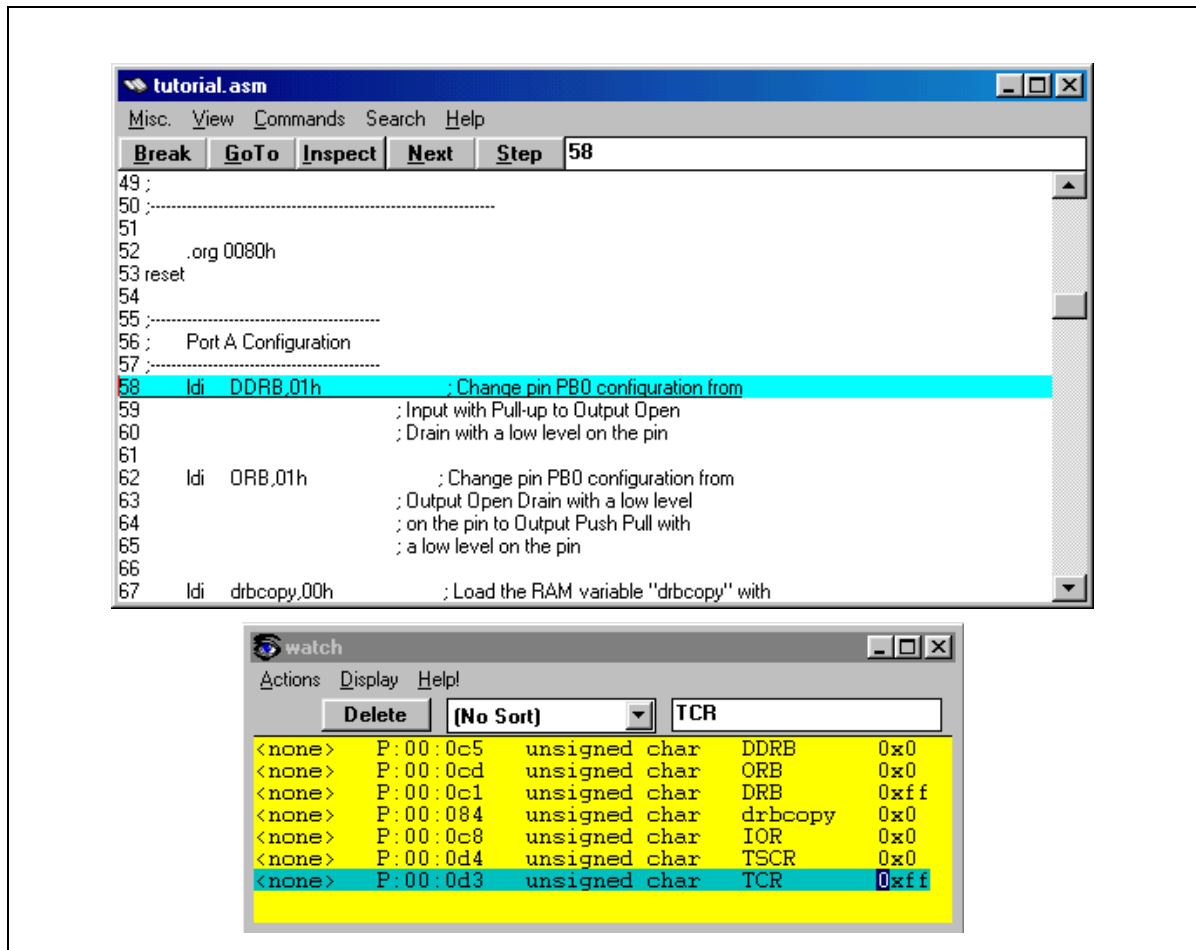 tutorial.asm
Misc. View Commands Search Help
Break GoTo Inspect Next Step 58
49 ;
50 ;------------------------------------------------------------------
51
52 .org 0080h
53 reset
54
55 ;--------------------------------------------
56 ; Port A Configuration
57 ;--------------------------------------------
58 ldi DDRB,01h ; Change pin PB0 configuration from
59 ; Input with Pull-up to Output Open
60 ; Drain with a low level on the pin
61
62 ldi ORB,01h ; Change pin PB0 configuration from
63 ; Output Open Drain with a low level
64 ; on the pin to Output Push Pull with
65 ; a low level on the pin
66
67 ldi drbcopy,00h ; Load the RAM variable "drbcopy" with
watch
Actions Display Help!
Delete (No Sort) TCR
<none> P:00:0c5 unsigned char DDRB 0x0
<none> P:00:0cd unsigned char ORB 0x0
<none> P:00:0c1 unsigned char DRB 0xff
<none> P:00:084 unsigned char drbcopy 0x0
<none> P:00:0c8 unsigned char IOR 0x0
<none> P:00:0d4 unsigned char TSCR 0x0
<none> P:00:0d3 unsigned char TCR 0xff